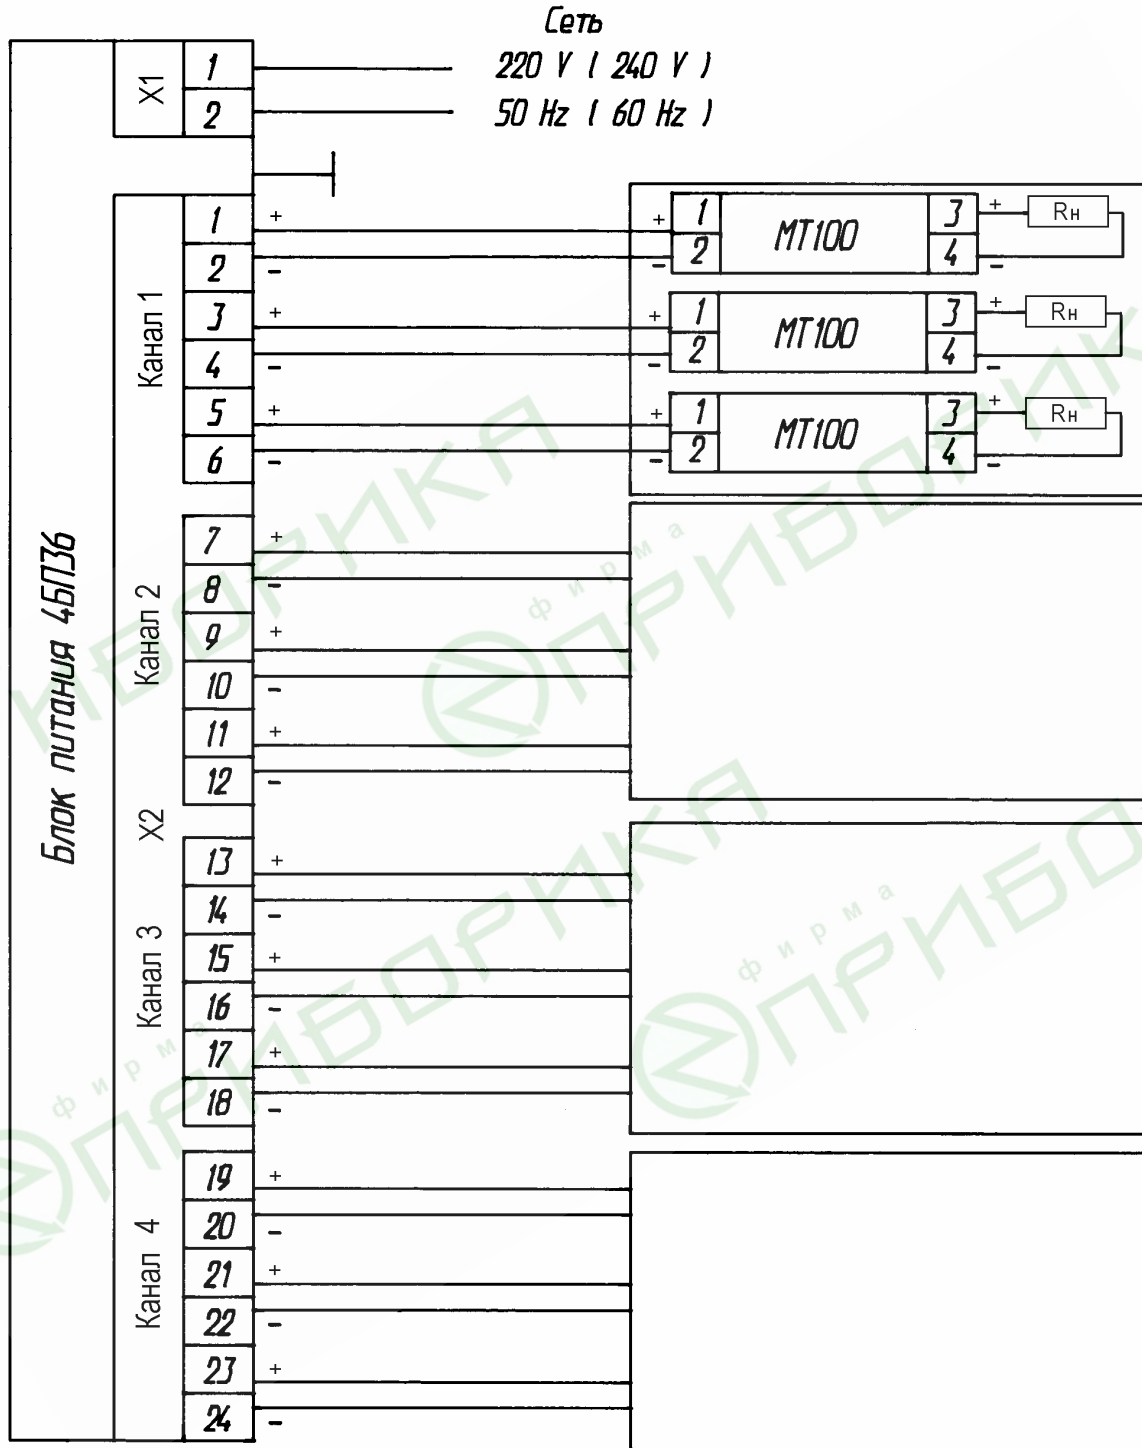 Сеть
220 V ( 240 V )
50 Hz ( 60 Hz )
Блок питания 4БП36
X1
1
2
X2
Канал 1
1 +
2 -
3 +
4 -
5 +
6 -
+ 1 МТ100 3 + Rн
- 2 4 -
+ 1 МТ100 3 + Rн
- 2 4 -
+ 1 МТ100 3 + Rн
- 2 4 -
Канал 2
7 +
8 -
9 +
10 -
11 +
12 -
Канал 3
13 +
14 -
15 +
16 -
17 +
18 -
Канал 4
19 +
20 -
21 +
22 -
23 +
24 -
фирма
ПРИБОРИКА